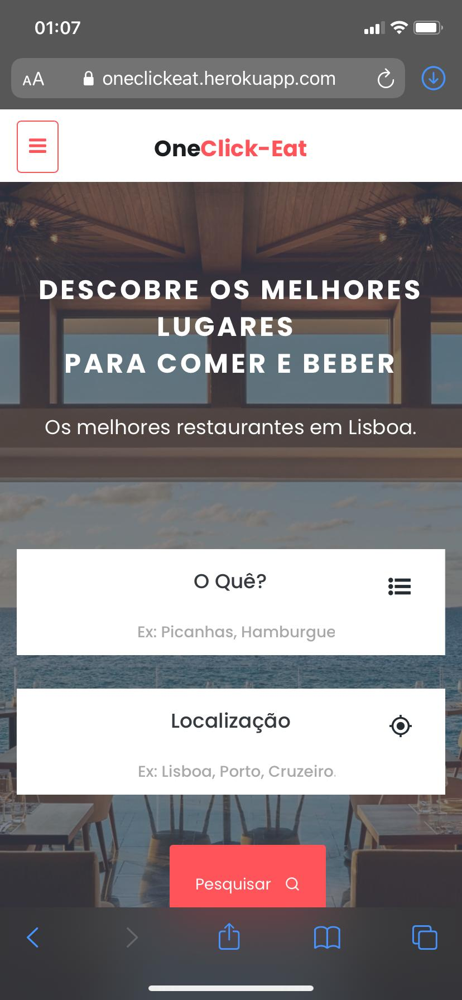 01:07
AA oneclickeat.herokuapp.com
OneClick-Eat
DESCOBRE OS MELHORES
LUGARES
PARA COMER E BEBER
Os melhores restaurantes em Lisboa.
O Quê?
Ex: Picanhas, Hamburgue
Localização
Ex: Lisboa, Porto, Cruzeiro.
Pesquisar